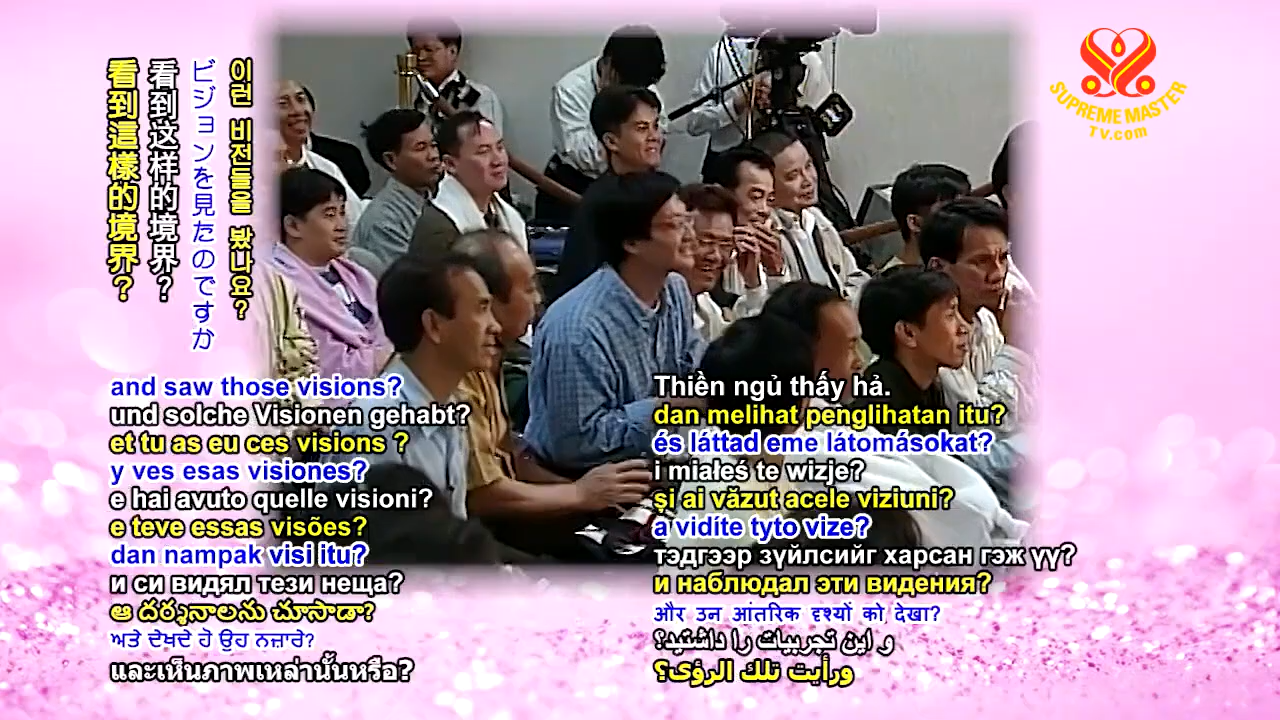 看到這樣的境界？
看到这样的境界？
ビジョンを見たのですか
이런 비전들을 봤나요?
SUPREME MASTER
TV.com
and saw those visions?
und solche Visionen gehabt?
et tu as eu ces visions ?
y ves esas visiones?
e hai avuto quelle visioni?
e teve essas visões?
dan nampak visi itu?
и си видял тези неща?
ఆ దర్శనాలను చూసాడా?
ਅਤੇ ਦੇਖਦੇ ਹੋ ਉਹ ਨਜ਼ਾਰੇ?
และเห็นภาพเหล่านั้นหรือ?
Thiền ngủ thấy hả.
dan melihat penglihatan itu?
és láttad eme látomásokat?
i miałeś te wizje?
și ai văzut acele viziuni?
a vidíte tyto vize?
тэдгээр зүйлсийг харсан гэж үү?
и наблюдал эти видения?
और उन आंतरिक दृश्यों को देखा?
و این تجربیات را داشتید؟
ورأيت تلك الرؤى؟